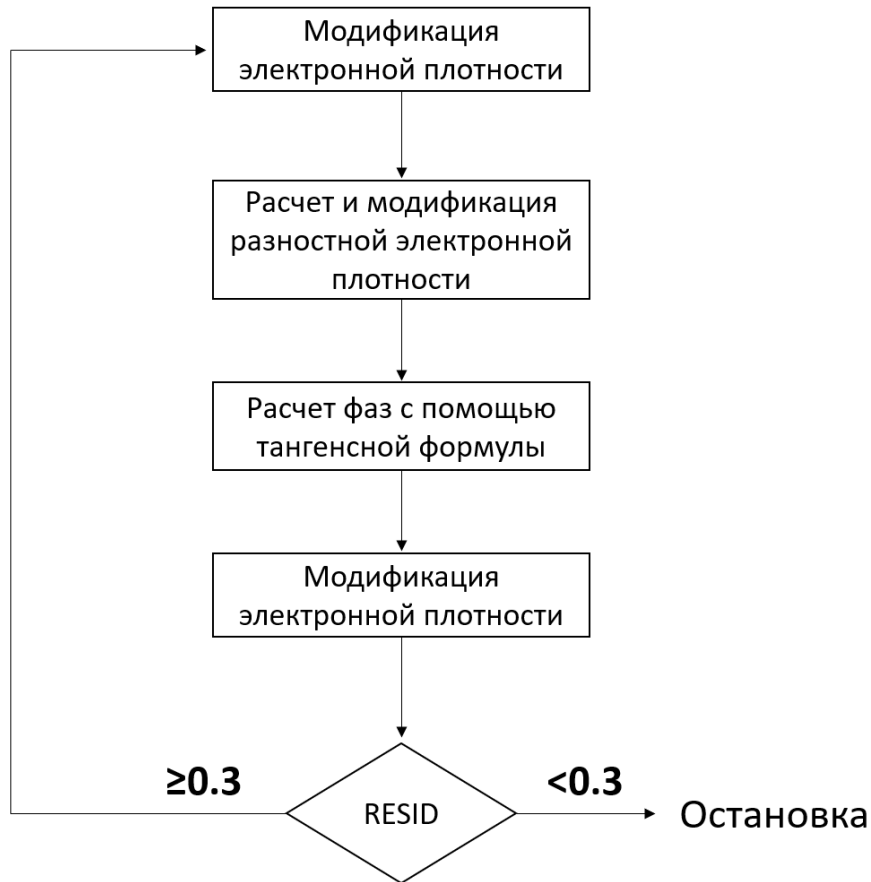 Модификация
электронной плотности
Расчет и модификация
разностной электронной
плотности
Расчет фаз с помощью
тангенсной формулы
Модификация
электронной плотности
≥0.3
<0.3
RESID
Остановка